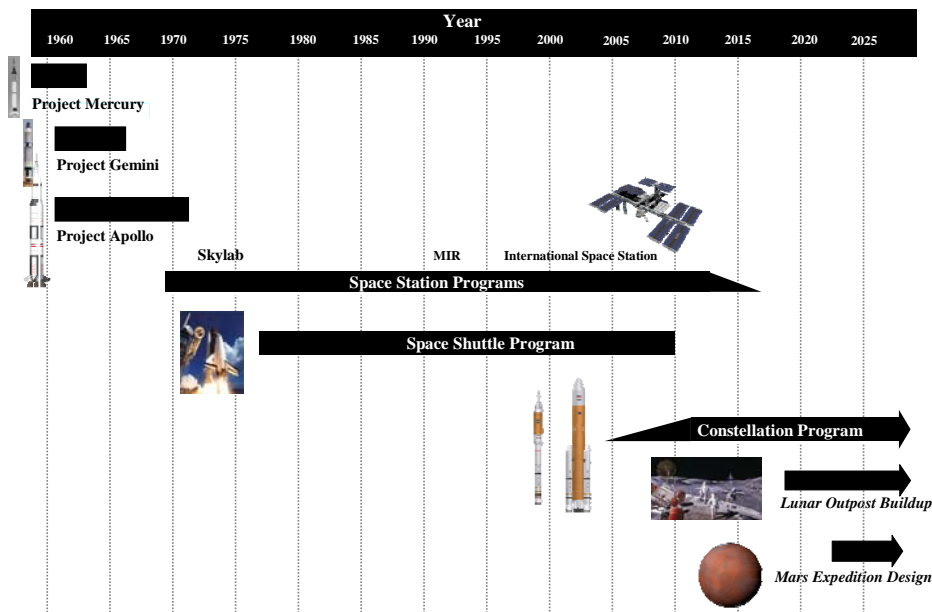 Year
1960 1965 1970 1975 1980 1985 1990 1995 2000 2005 2010 2015 2020 2025
Project Mercury
Project Gemini
Project Apollo
Skylab MIR International Space Station
Space Station Programs
Space Shuttle Program
Constellation Program
Lunar Outpost Buildup
Mars Expedition Design